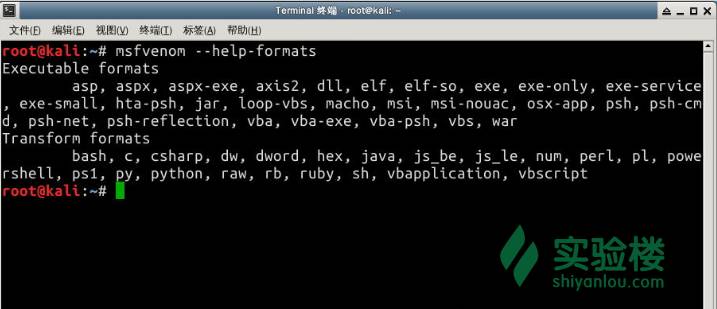 Terminal 终端 - root@kali: ~
文件(F) 编辑(E) 视图(V) 终端(T) 标签(A) 帮助(H)
root@kali:~# msfvenom --help-formats
Executable formats
asp, aspx, aspx-exe, axis2, dll, elf, elf-so, exe, exe-only, exe-service
, exe-small, hta-psh, jar, loop-vbs, macho, msi, msi-nouac, osx-app, psh, psh-cm
d, psh-net, psh-reflection, vba, vba-exe, vba-psh, vbs, war
Transform formats
bash, c, csharp, dw, dword, hex, java, js_be, js_le, num, perl, pl, powe
rshell, ps1, py, python, raw, rb, ruby, sh, vbapplication, vbscript
root@kali:~#
实验楼
shiyanlou.com